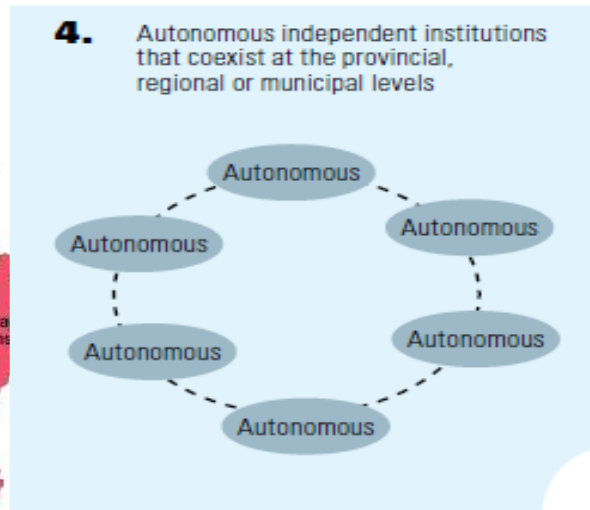 4. Autonomous independent institutions
that coexist at the provincial,
regional or municipal levels
Autonomous
Autonomous
Autonomous
Autonomous
Autonomous
Autonomous